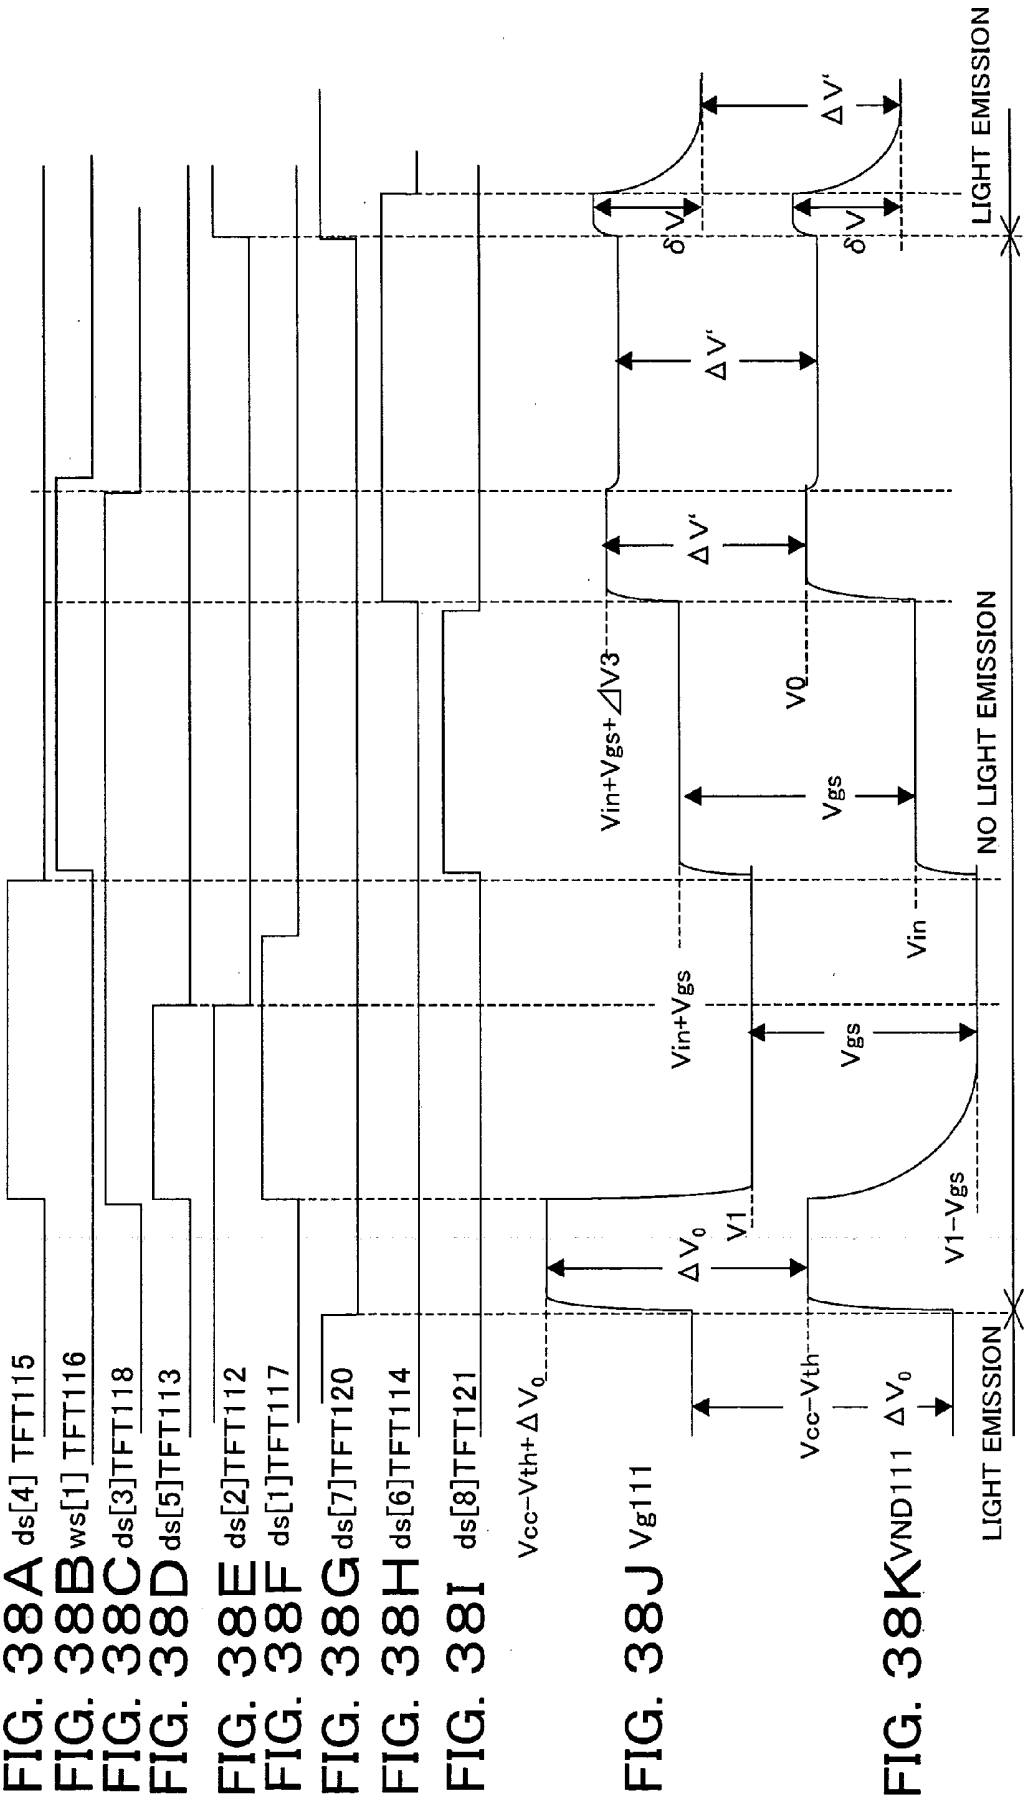 FIG. 38A ds[4] TFT115
FIG. 38B ws[1] TFT116
FIG. 38C ds[3]TFT118
FIG. 38D ds[5]TFT113
FIG. 38E ds[2]TFT112
FIG. 38F ds[1]TFT117
FIG. 38G ds[7]TFT120
FIG. 38H ds[6]TFT114
FIG. 38I ds[8]TFT121
Vcc-Vth+ΔV₀
ΔV₀
Vin+Vgs+⊿V3
ΔV'
ΔV'
δV
ΔV'
FIG. 38J Vg111
V1
Vin+Vgs
Vgs
Vgs
V0
δV
Vcc-Vth
FIG. 38K VND111 ΔV₀
V1-Vgs
Vin
LIGHT EMISSION
NO LIGHT EMISSION
LIGHT EMISSION